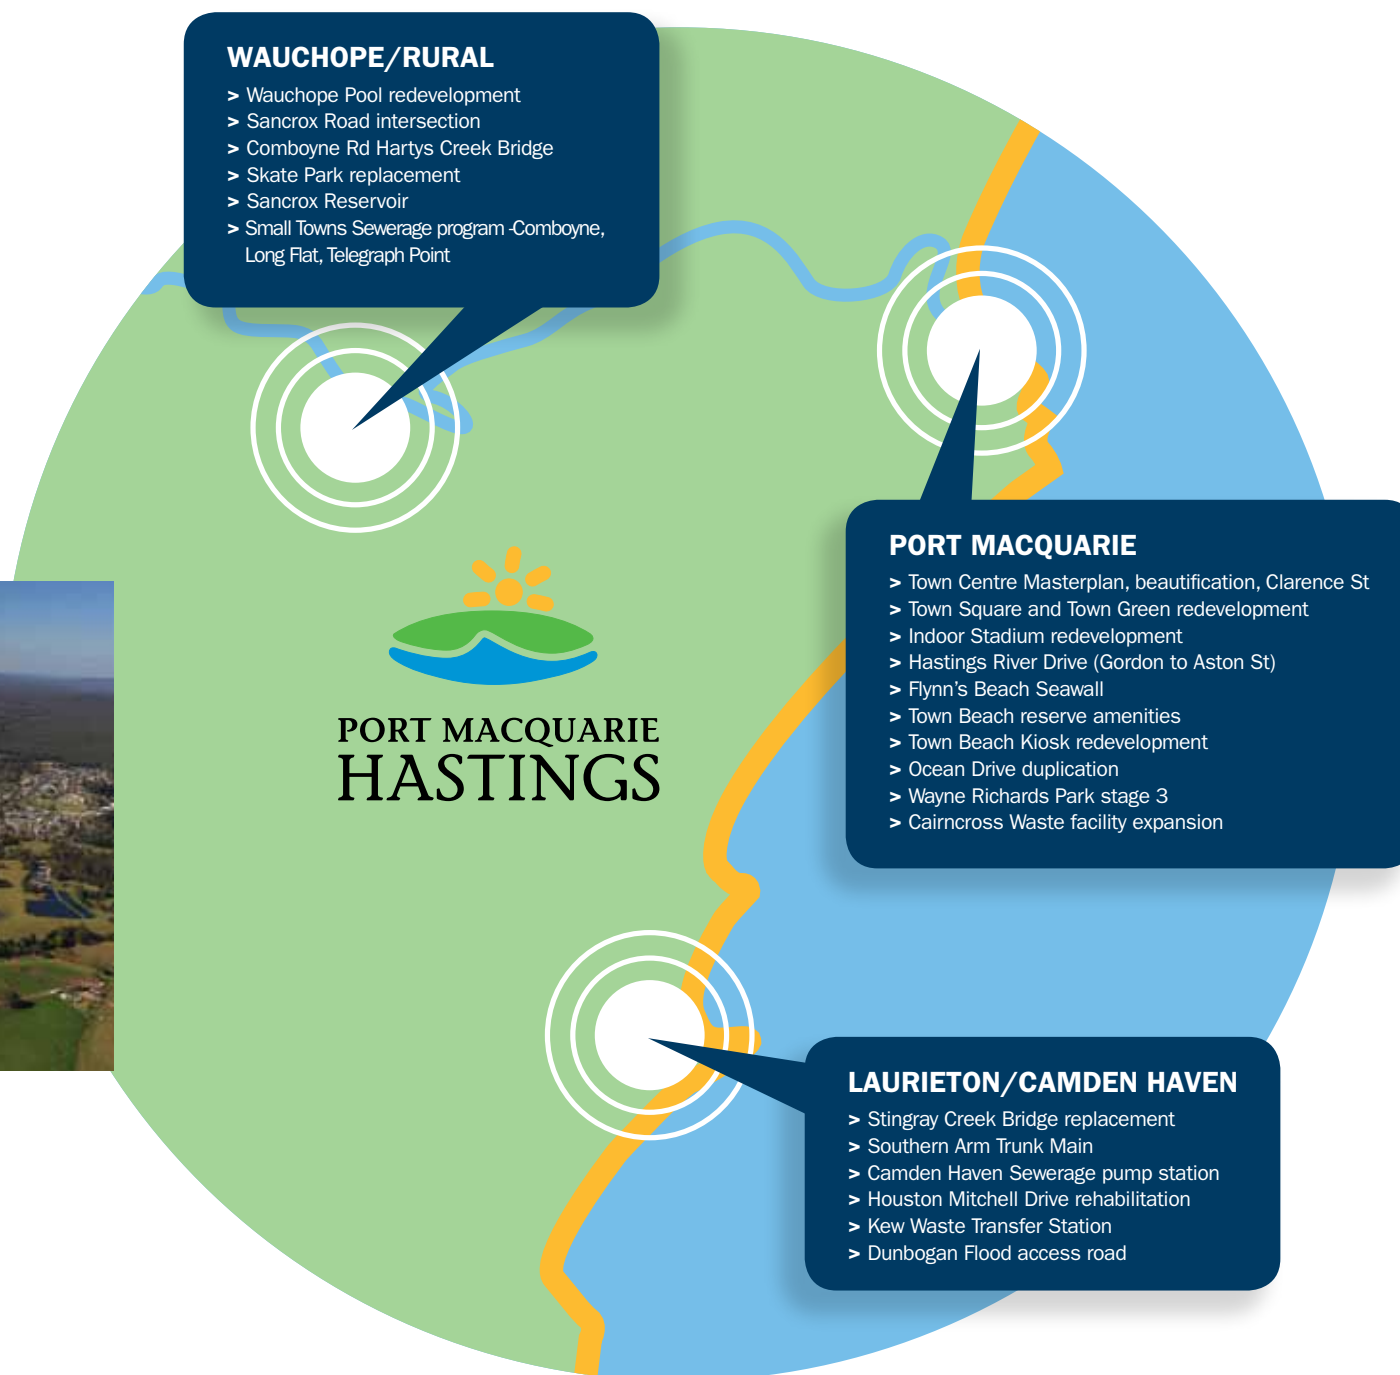 WAUCHOPE/RURAL
> Wauchope Pool redevelopment
> Sancrox Road intersection
> Comboyne Rd Hartys Creek Bridge
> Skate Park replacement
> Sancrox Reservoir
> Small Towns Sewerage program -Comboyne,
Long Flat, Telegraph Point
PORT MACQUARIE
> Town Centre Masterplan, beautification, Clarence St
> Town Square and Town Green redevelopment
> Indoor Stadium redevelopment
> Hastings River Drive (Gordon to Aston St)
> Flynn’s Beach Seawall
> Town Beach reserve amenities
> Town Beach Kiosk redevelopment
> Ocean Drive duplication
> Wayne Richards Park stage 3
> Cairncross Waste facility expansion
PORT MACQUARIE
HASTINGS
LAURIETON/CAMDEN HAVEN
> Stingray Creek Bridge replacement
> Southern Arm Trunk Main
> Camden Haven Sewerage pump station
> Houston Mitchell Drive rehabilitation
> Kew Waste Transfer Station
> Dunbogan Flood access road